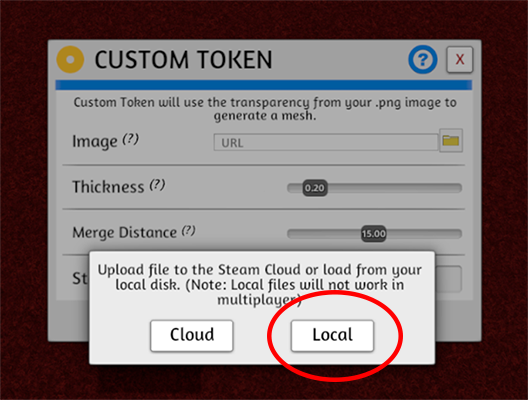 CUSTOM TOKEN
?
X
Custom Token will use the transparency from your .png image to
generate a mesh.
Image (?)
URL
Thickness (?)
0.20
Merge Distance (?)
15.00
St
Upload file to the Steam Cloud or load from your
local disk. (Note: Local files will not work in
multiplayer)
Cloud
Local